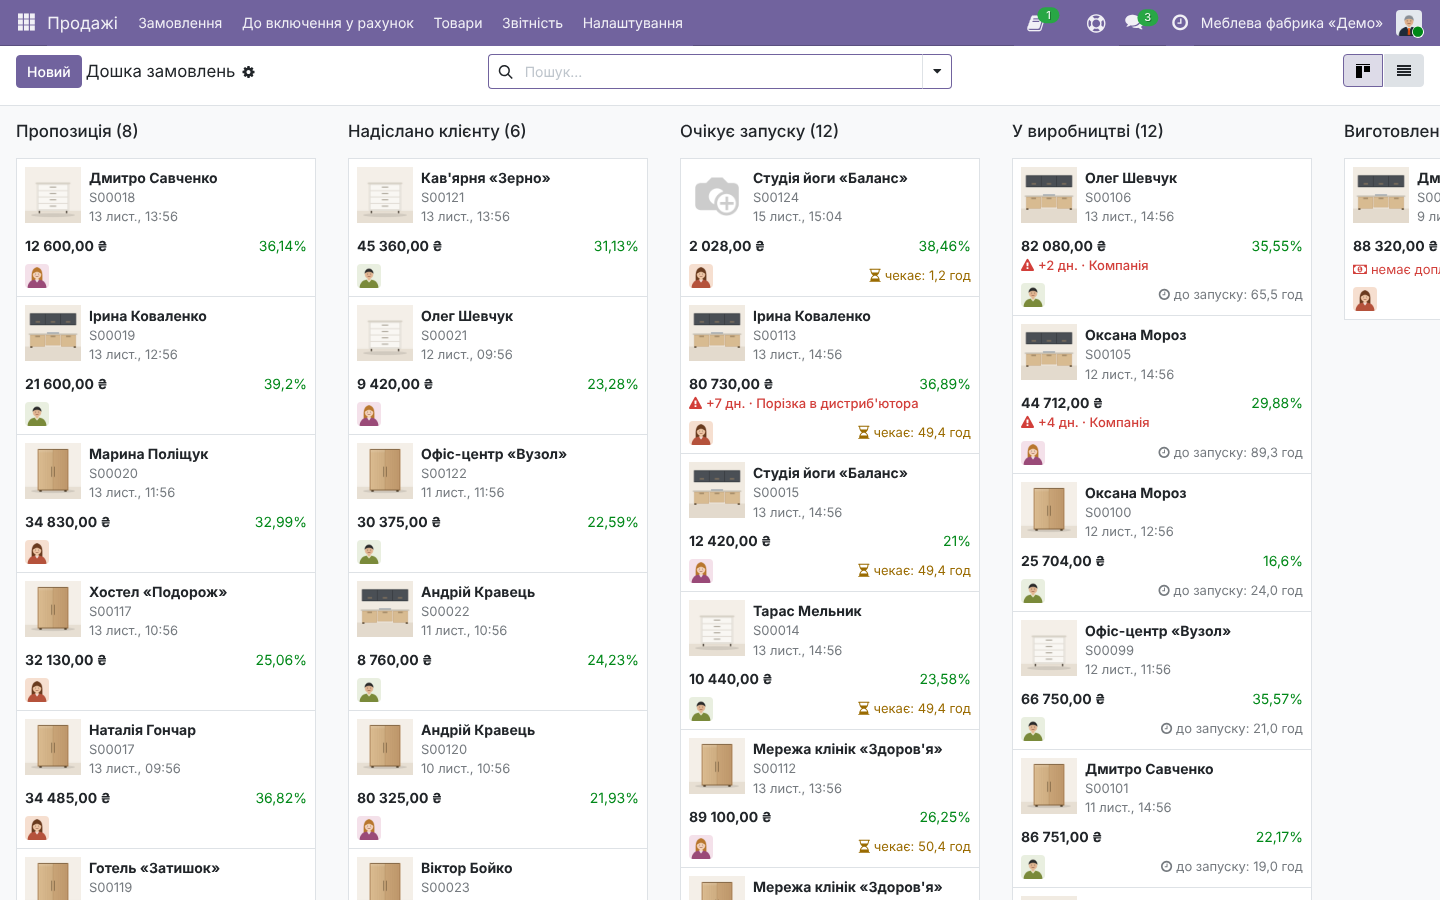 Продажі Замовлення До включення у рахунок Товари Звітність Налаштування 1 3 Меблева фабрика «Демо»
Новий Дошка замовлень Пошук...
Пропозиція (8)
Дмитро Савченко
S00018
13 лист., 13:56
12 600,00 ₴ 36,14%
Ірина Коваленко
S00019
13 лист., 12:56
21 600,00 ₴ 39,2%
Марина Поліщук
S00020
13 лист., 11:56
34 830,00 ₴ 32,99%
Хостел «Подорож»
S00117
13 лист., 10:56
32 130,00 ₴ 25,06%
Наталія Гончар
S00017
13 лист., 09:56
34 485,00 ₴ 36,82%
Готель «Затишок»
S00119
Надіслано клієнту (6)
Кав'ярня «Зерно»
S00121
13 лист., 13:56
45 360,00 ₴ 31,13%
Олег Шевчук
S00021
12 лист., 09:56
9 420,00 ₴ 23,28%
Офіс-центр «Вузол»
S00122
11 лист., 11:56
30 375,00 ₴ 22,59%
Андрій Кравець
S00022
11 лист., 10:56
8 760,00 ₴ 24,23%
Андрій Кравець
S00120
10 лист., 10:56
80 325,00 ₴ 21,93%
Віктор Бойко
S00023
Очікує запуску (12)
Студія йоги «Баланс»
S00124
15 лист., 15:04
2 028,00 ₴ 38,46%
чекає: 1,2 год
Ірина Коваленко
S00113
13 лист., 14:56
80 730,00 ₴ 36,89%
+7 дн. · Порізка в дистриб'ютора
чекає: 49,4 год
Студія йоги «Баланс»
S00015
13 лист., 14:56
12 420,00 ₴ 21%
чекає: 49,4 год
Тарас Мельник
S00014
13 лист., 14:56
10 440,00 ₴ 23,58%
чекає: 49,4 год
Мережа клінік «Здоров'я»
S00112
13 лист., 13:56
89 100,00 ₴ 26,25%
чекає: 50,4 год
Мережа клінік «Здоров'я»
У виробництві (12)
Олег Шевчук
S00106
13 лист., 14:56
82 080,00 ₴ 35,55%
+2 дн. · Компанія
до запуску: 65,5 год
Оксана Мороз
S00105
12 лист., 14:56
44 712,00 ₴ 29,88%
+4 дн. · Компанія
до запуску: 89,3 год
Оксана Мороз
S00100
12 лист., 12:56
25 704,00 ₴ 16,6%
до запуску: 24,0 год
Офіс-центр «Вузол»
S00099
12 лист., 11:56
66 750,00 ₴ 35,57%
до запуску: 21,0 год
Дмитро Савченко
S00101
11 лист., 14:56
86 751,00 ₴ 22,17%
до запуску: 19,0 год
Виготовлен
Дм
S00
9 ли
88 320,00 ₴
немає допл